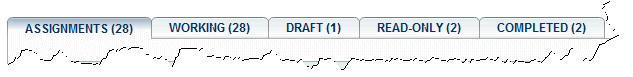 ASSIGNMENTS (28) WORKING (28) DRAFT (1) READ-ONLY (2) COMPLETED (2)